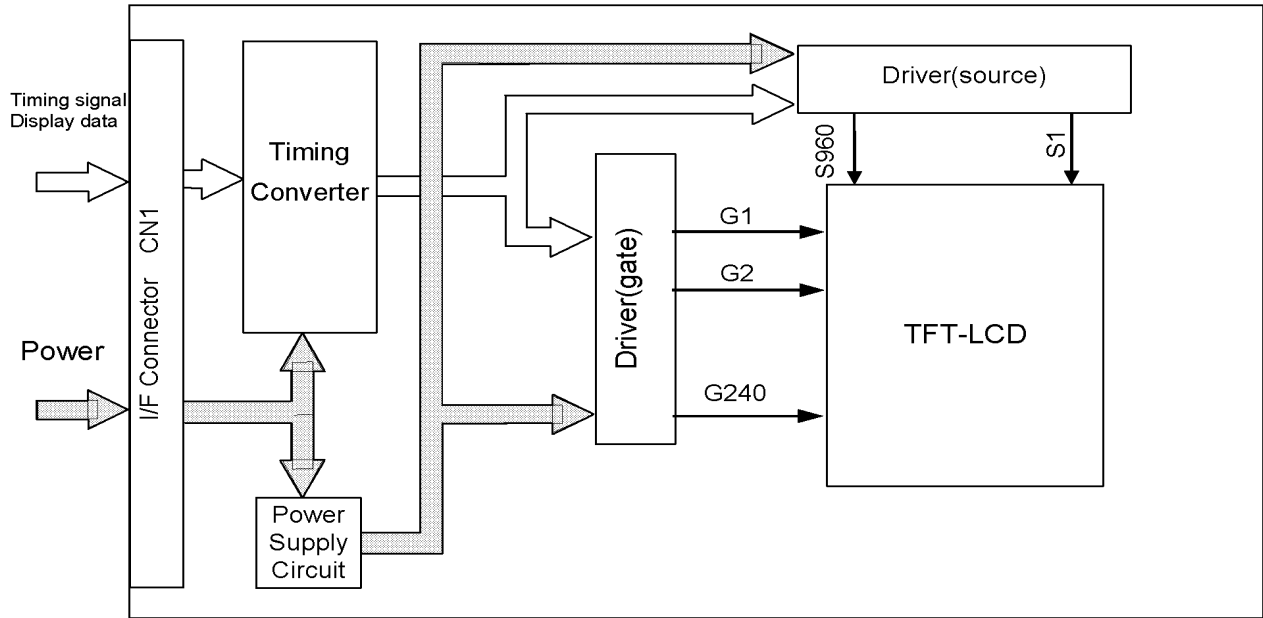 Timing signal
Display data
Power
I/F Connector CN1
Timing
Converter
Power
Supply
Circuit
Driver(source)
S960
S1
Driver(gate)
G1
G2
G240
TFT-LCD